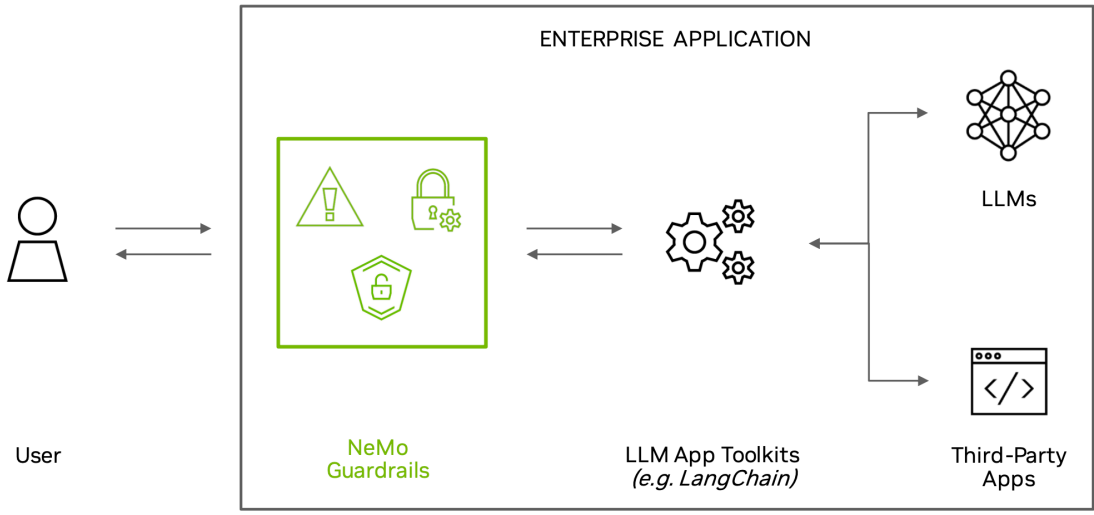 ENTERPRISE APPLICATION
LLMs
User
NeMo
Guardrails
LLM App Toolkits
(e.g. LangChain)
</>
Third-Party
Apps